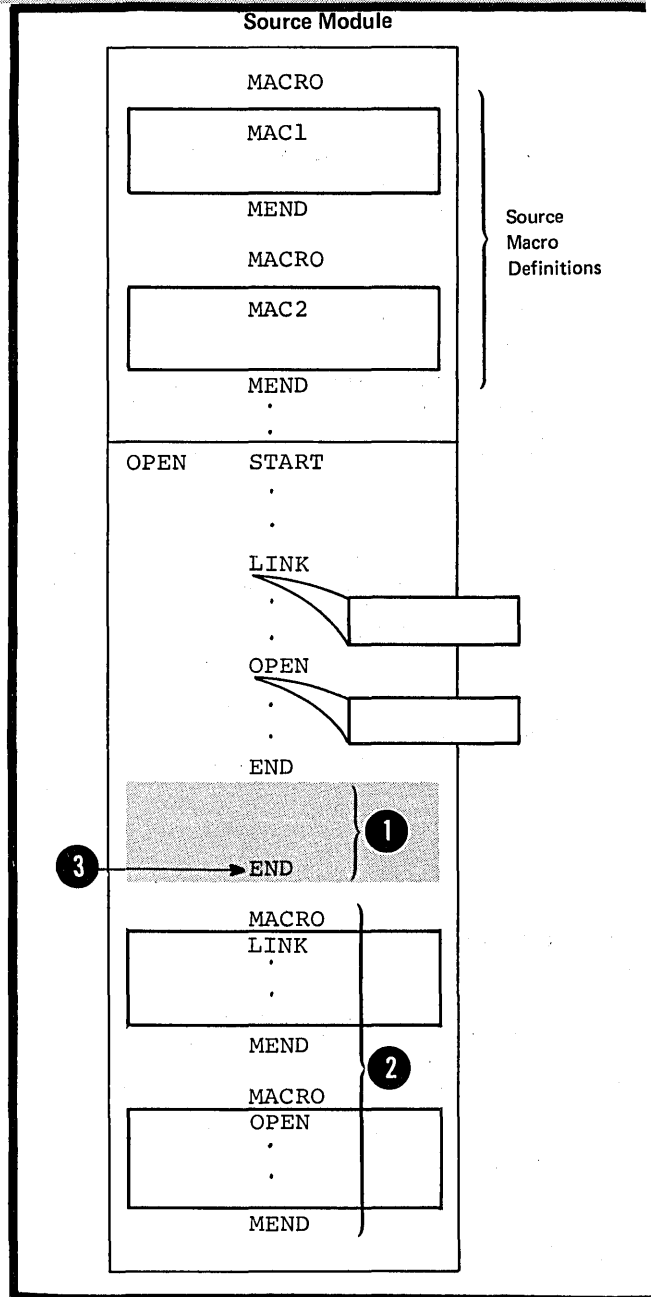 Source Module
MACRO
MAC1
MEND
MACRO
MAC2
MEND
Source
Macro
Definitions
OPEN START
LINK
OPEN
END
1
3
END
MACRO
LINK
MEND
2
MACRO
OPEN
MEND